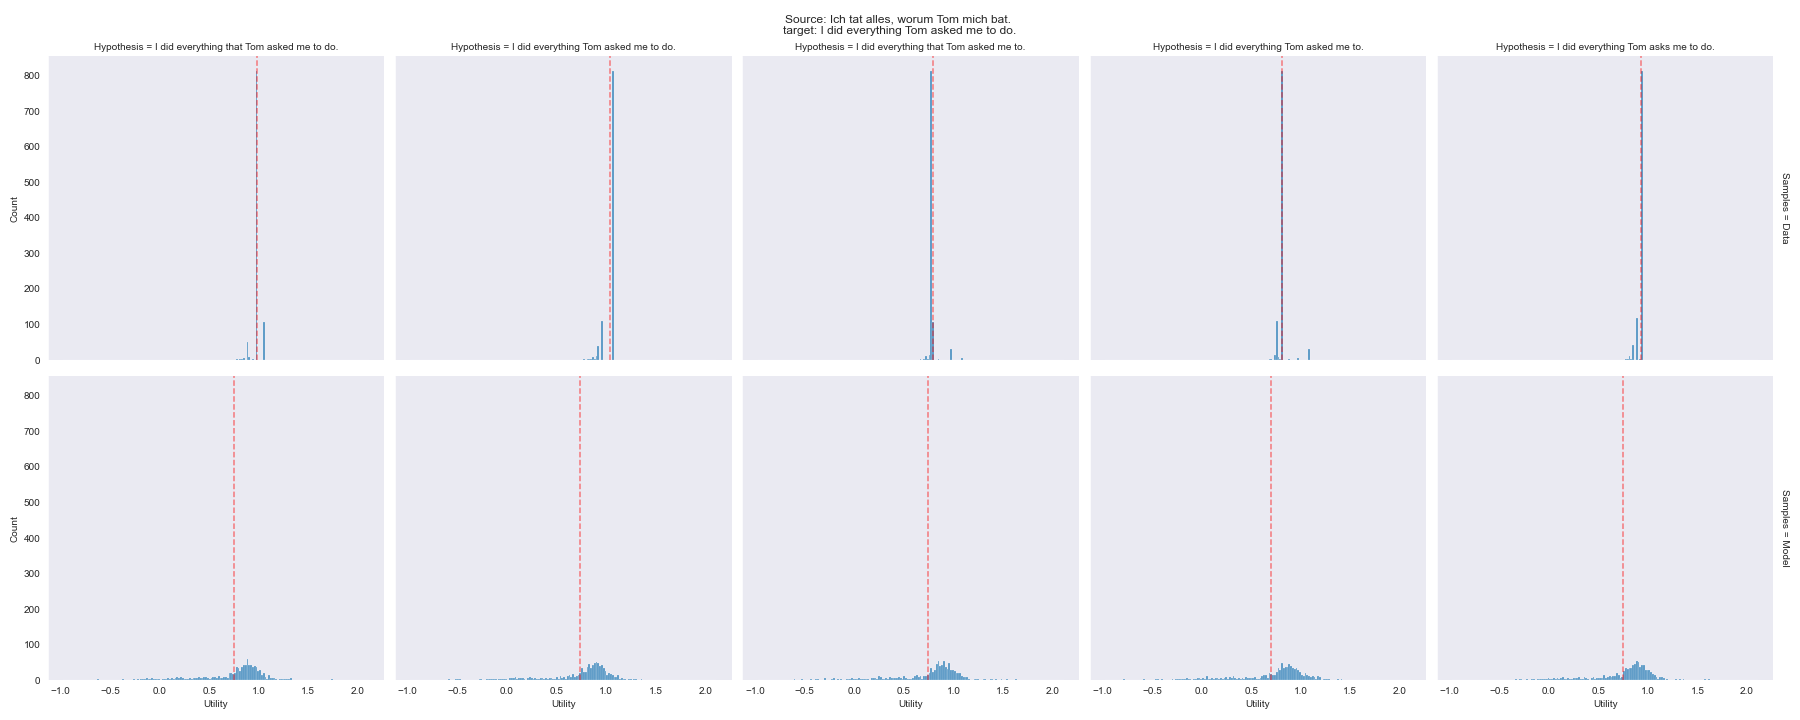 Source: Ich tat alles, worum Tom mich bat.
target: I did everything Tom asked me to do.
Hypothesis = I did everything that Tom asked me to do.
Hypothesis = I did everything Tom asked me to do.
Hypothesis = I did everything that Tom asked me to.
Hypothesis = I did everything Tom asked me to.
Hypothesis = I did everything Tom asks me to do.
800
700
600
500
400
300
200
100
0
Count
Samples = Data
800
700
600
500
400
300
200
100
0
Count
Samples = Model
−1.0 −0.5 0.0 0.5 1.0 1.5 2.0
Utility
−1.0 −0.5 0.0 0.5 1.0 1.5 2.0
Utility
−1.0 −0.5 0.0 0.5 1.0 1.5 2.0
Utility
−1.0 −0.5 0.0 0.5 1.0 1.5 2.0
Utility
−1.0 −0.5 0.0 0.5 1.0 1.5 2.0
Utility